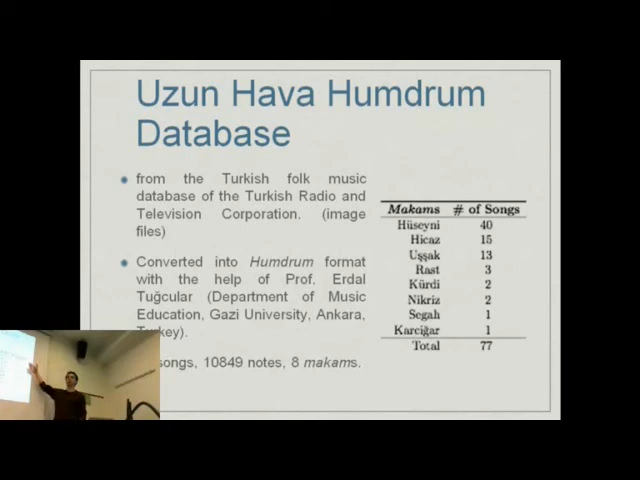 Uzun Hava Humdrum
Database
from the Turkish folk music
database of the Turkish Radio and
Television Corporation. (image
files)
Converted into Humdrum format
with the help of Prof. Erdal
Tuğcular (Department of Music
Education, Gazi University, Ankara,
songs, 10849 notes, 8 makams.
Makams # of Songs
Hüseyni 40
Hicaz 15
Uşşak 13
Rast 3
Kürdi 2
Nikriz 2
Segah 1
Karciğar 1
Total 77